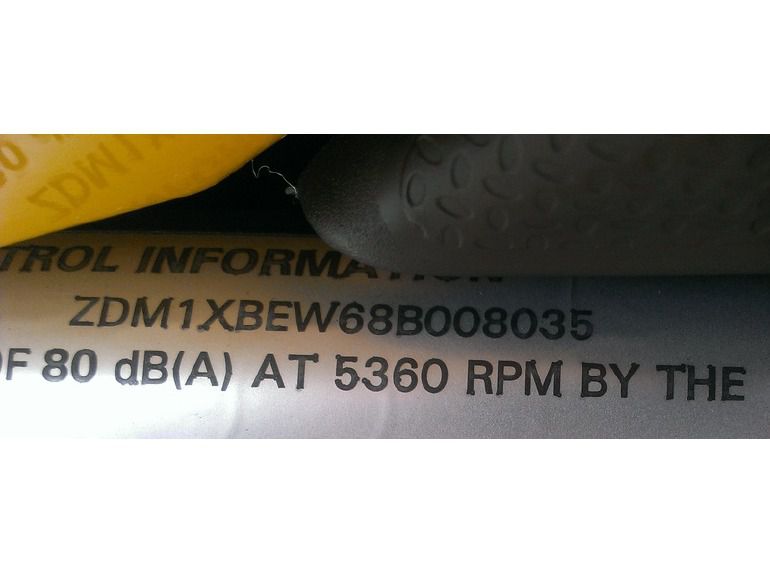 TROL INFORMATION
ZDM1XBEW68B008035
OF 80 dB(A) AT 5360 RPM BY THE